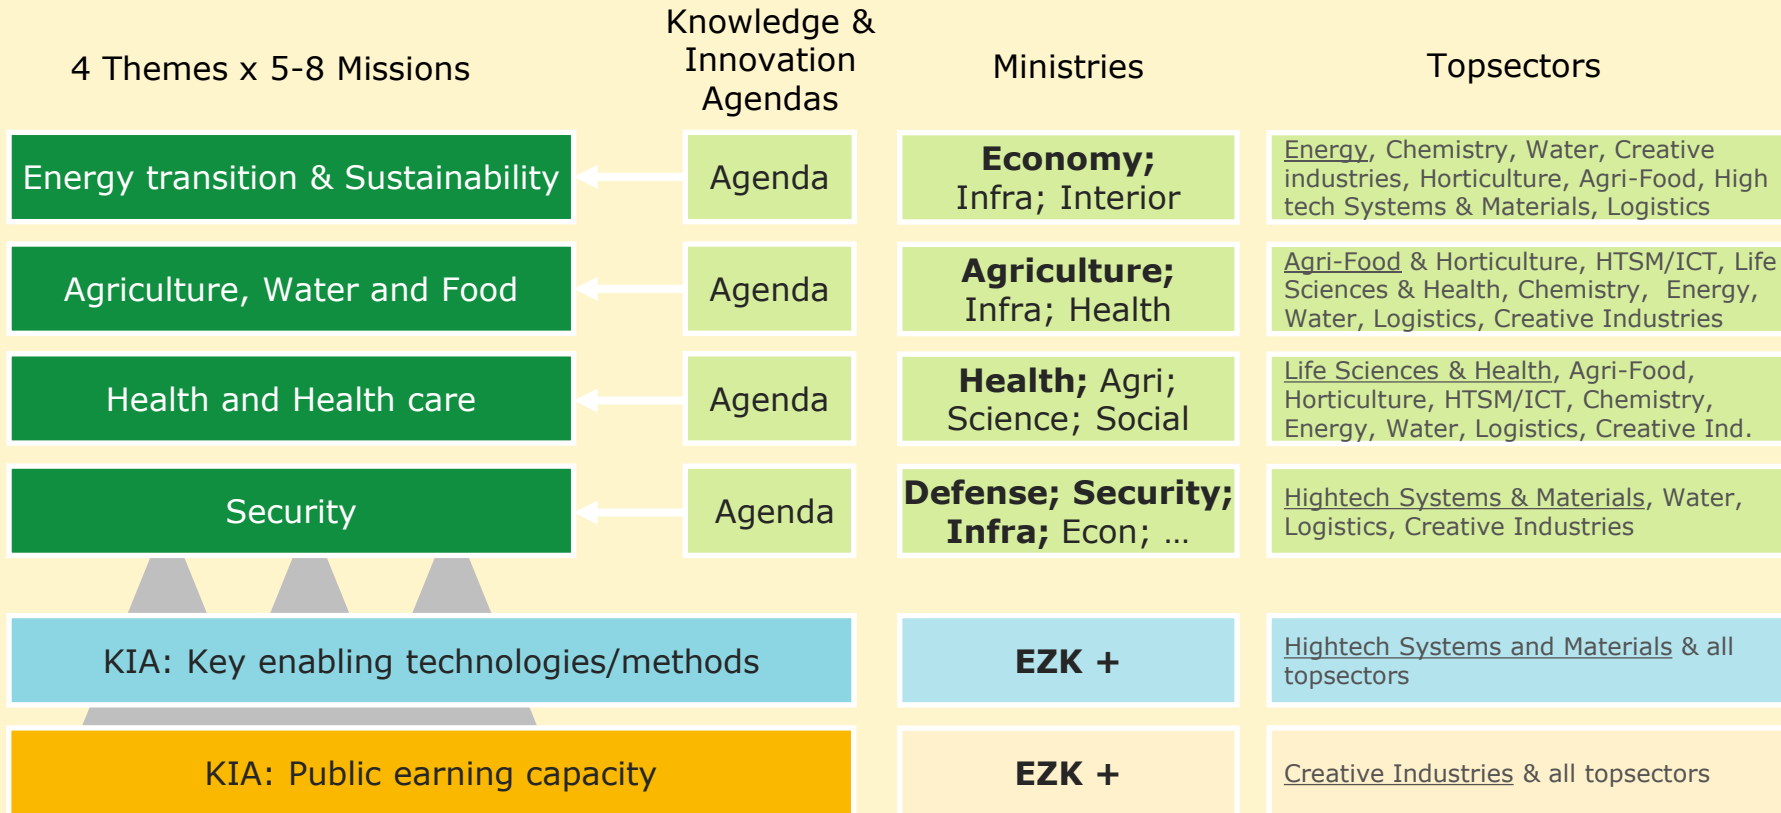 4 Themes x 5-8 Missions
Knowledge &
Innovation
Agendas
Ministries
Topsectors
Energy transition & Sustainability
Agenda
Economy;
Infra; Interior
Energy, Chemistry, Water, Creative
industries, Horticulture, Agri-Food, High
tech Systems & Materials, Logistics
Agriculture, Water and Food
Agenda
Agriculture;
Infra; Health
Agri-Food & Horticulture, HTSM/ICT, Life
Sciences & Health, Chemistry, Energy,
Water, Logistics, Creative Industries
Health and Health care
Agenda
Health; Agri;
Science; Social
Life Sciences & Health, Agri-Food,
Horticulture, HTSM/ICT, Chemistry,
Energy, Water, Logistics, Creative Ind.
Security
Agenda
Defense; Security;
Infra; Econ; …
Hightech Systems & Materials, Water,
Logistics, Creative Industries
KIA: Key enabling technologies/methods
EZK +
Hightech Systems and Materials & all
topsectors
KIA: Public earning capacity
EZK +
Creative Industries & all topsectors